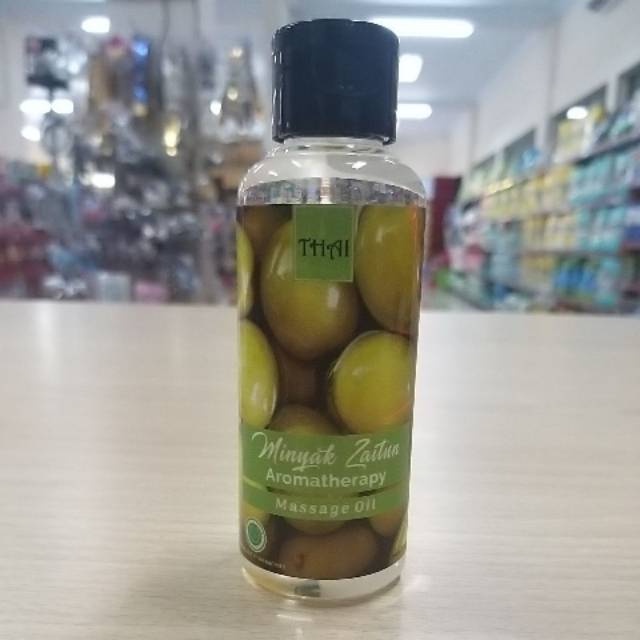 THAI
Minyak Zaitun
Aromatherapy
Massage Oil